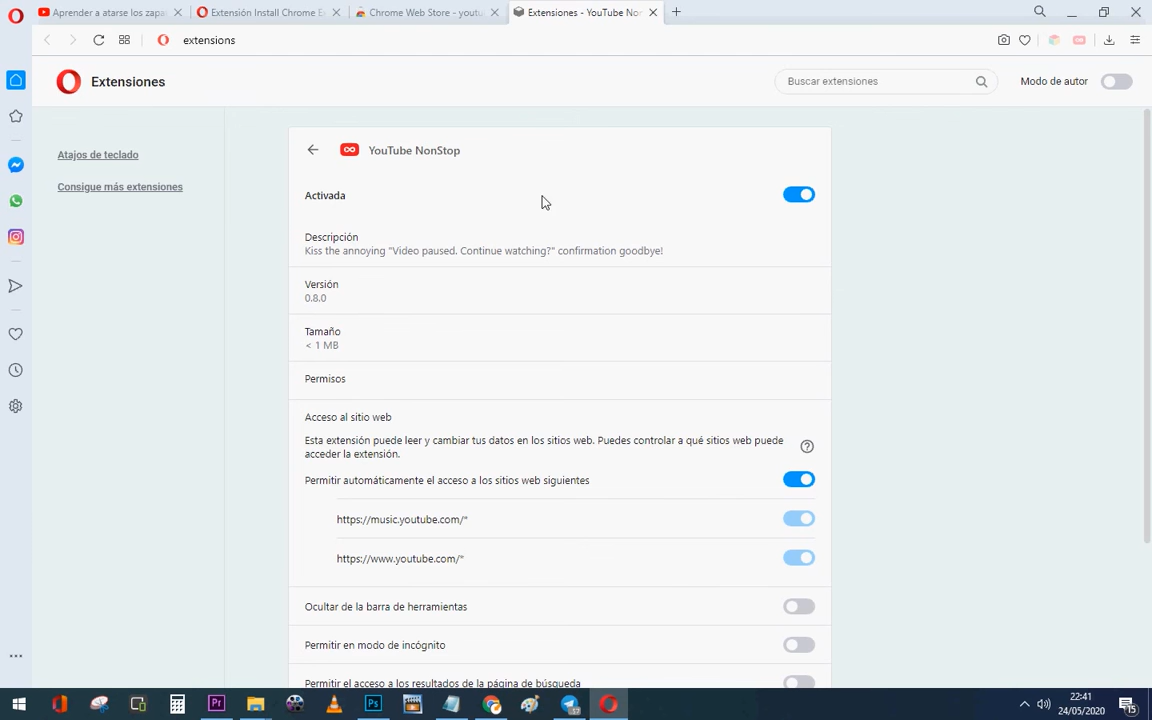 Aprender a atarse los zapa
Extensión Install Chrome E
Chrome Web Store - youtu
Extensiones - YouTube Non
extensions
Extensiones
Buscar extensiones
Modo de autor
Atajos de teclado
Consigue más extensiones
YouTube NonStop
Activada
Descripción
Kiss the annoying "Video paused. Continue watching?" confirmation goodbye!
Versión
0.8.0
Tamaño
< 1 MB
Permisos
Acceso al sitio web
Esta extensión puede leer y cambiar tus datos en los sitios web. Puedes controlar a qué sitios web puede
acceder la extensión.
Permitir automáticamente el acceso a los sitios web siguientes
https://music.youtube.com/*
https://www.youtube.com/*
Ocultar de la barra de herramientas
Permitir en modo de incógnito
Permitir el acceso a los resultados de la página de búsqueda
Pr
Ps
22:41
24/05/2020
15